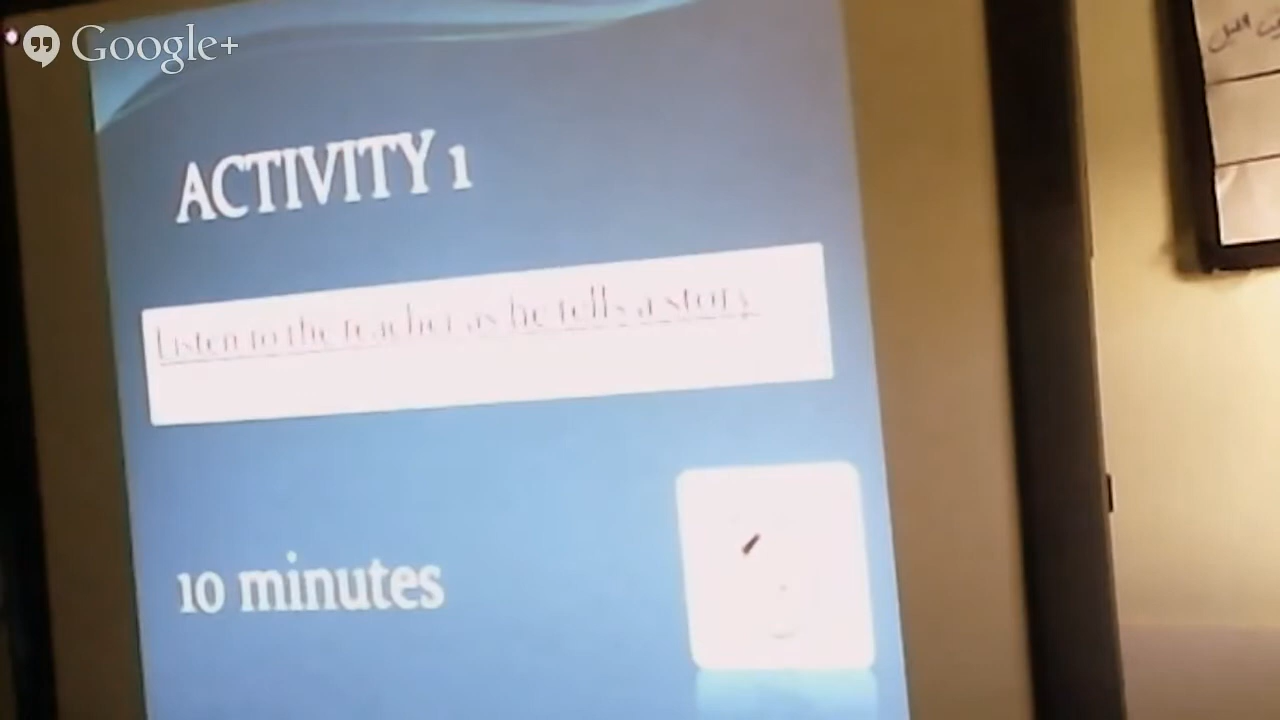 Google+
ACTIVITY 1
Listen to the teacher as he tells a story
10 minutes